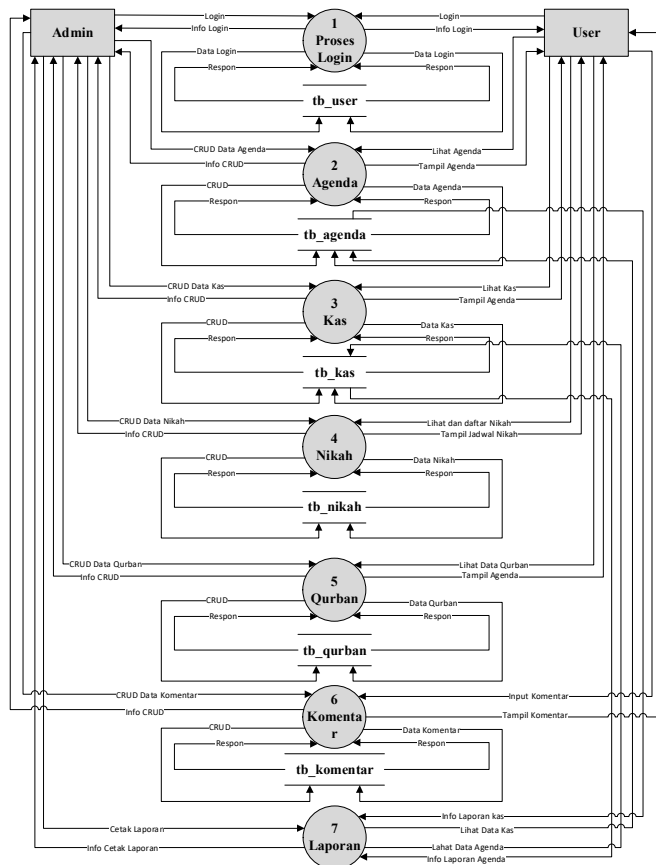 Admin
User
1
Proses
Login
Login
Info Login
Login
Info Login
Data Login
Respon
Data Login
Respon
tb_user
CRUD Data Agenda
Info CRUD
2
Agenda
Lihat Agenda
Tampil Agenda
CRUD
Respon
Data Agenda
Respon
tb_agenda
CRUD Data Kas
Info CRUD
3
Kas
Lihat Kas
Tampil Agenda
CRUD
Respon
Data Kas
Respon
tb_kas
CRUD Data Nikah
Info CRUD
4
Nikah
Lihat dan daftar Nikah
Tampil Jadwal Nikah
CRUD
Respon
Data Nikah
Respon
tb_nikah
CRUD Data Qurban
Info CRUD
5
Qurban
Lihat Data Qurban
Tampil Agenda
CRUD
Respon
Data Qurban
Respon
tb_qurban
CRUD Data Komentar
Info CRUD
6
Komenta
r
Input Komentar
Tampil Komentar
CRUD
Respon
Data Komentar
Respon
tb_komentar
Cetak Laporan
Info Cetak Laporan
7
Laporan
Info Laporan kas
Lihat Data Kas
Lahat Data Agenda
Info Laporan Agenda